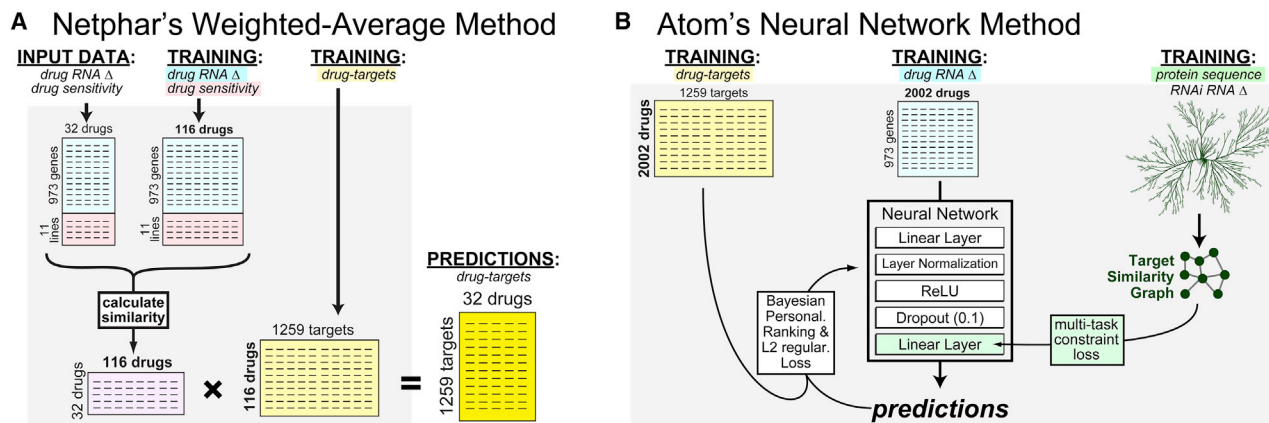 A Netphar's Weighted-Average Method
INPUT DATA:
drug RNA Δ
drug sensitivity
TRAINING:
drug RNA Δ
drug sensitivity
TRAINING:
drug-targets
32 drugs
973 genes
11
lines
116 drugs
973 genes
11
lines
calculate
similarity
116 drugs
32 drugs
×
1259 targets
116 drugs
=
PREDICTIONS:
drug-targets
32 drugs
1259 targets
B Atom's Neural Network Method
TRAINING:
drug-targets
1259 targets
2002 drugs
TRAINING:
drug RNA Δ
2002 drugs
973 genes
TRAINING:
protein sequence
RNAi RNA Δ
Neural Network
Linear Layer
Layer Normalization
ReLU
Dropout (0.1)
Linear Layer
Bayesian
Personal.
Ranking &
L2 regular.
Loss
Target
Similarity
Graph
multi-task
constraint
loss
predictions